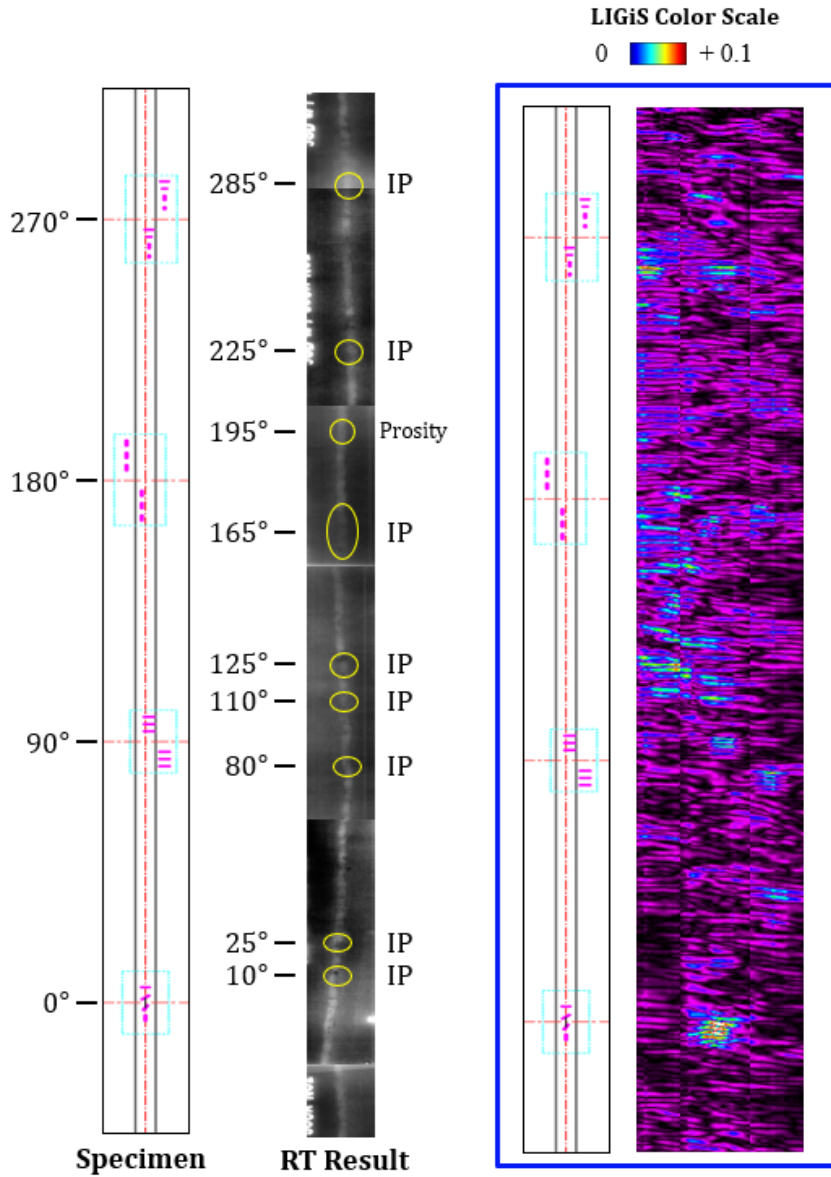 LIGiS Color Scale
0 + 0.1
285° IP
270°
225° IP
195° Prosity
180°
165° IP
125° IP
110° IP
90°
80° IP
25° IP
10° IP
0°
Specimen RT Result